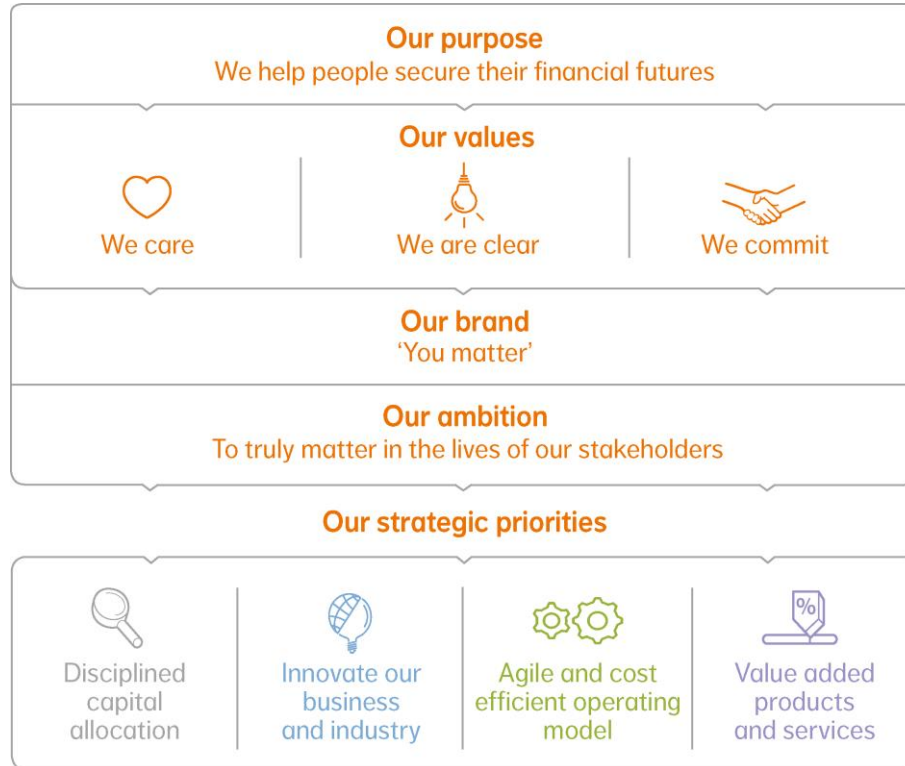 Our purpose
We help people secure their financial futures
Our values
We care
We are clear
We commit
Our brand
‘You matter’
Our ambition
To truly matter in the lives of our stakeholders
Our strategic priorities
Disciplined
capital
allocation
Innovate our
business
and industry
Agile and cost
efficient operating
model
%
Value added
products
and services